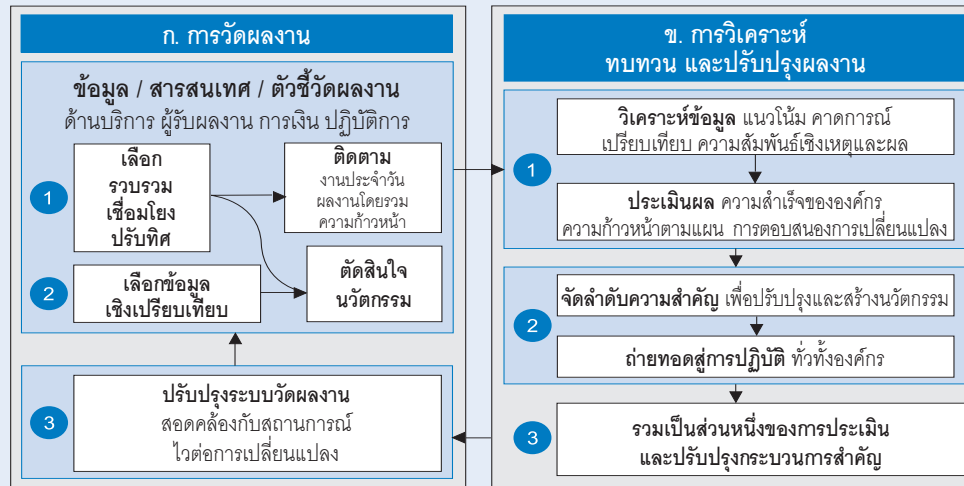 ก. การวัดผลงาน
ข้อมูล / สารสนเทศ / ตัวชี้วัดผลงาน
ด้านบริการ ผู้รับผลงาน การเงิน ปฏิบัติการ
1
เลือก
รวบรวม
เชื่อมโยง
ปรับทิศ
ติดตาม
งานประจำวัน
ผลงานโดยรวม
ความก้าวหน้า
2
เลือกข้อมูล
เชิงเปรียบเทียบ
ตัดสินใจ
นวัตกรรม
3
ปรับปรุงระบบวัดผลงาน
สอดคล้องกับสถานการณ์
ไวต่อการเปลี่ยนแปลง
ข. การวิเคราะห์
ทบทวน และปรับปรุงผลงาน
1
วิเคราะห์ข้อมูล แนวโน้ม คาดการณ์
เปรียบเทียบ ความสัมพันธ์เชิงเหตุและผล
ประเมินผล ความสำเร็จขององค์กร
ความก้าวหน้าตามแผน การตอบสนองการเปลี่ยนแปลง
2
จัดลำดับความสำคัญ เพื่อปรับปรุงและสร้างนวัตกรรม
ถ่ายทอดสู่การปฏิบัติ ทั่วทั้งองค์กร
3
รวมเป็นส่วนหนึ่งของการประเมิน
และปรับปรุงกระบวนการสำคัญ